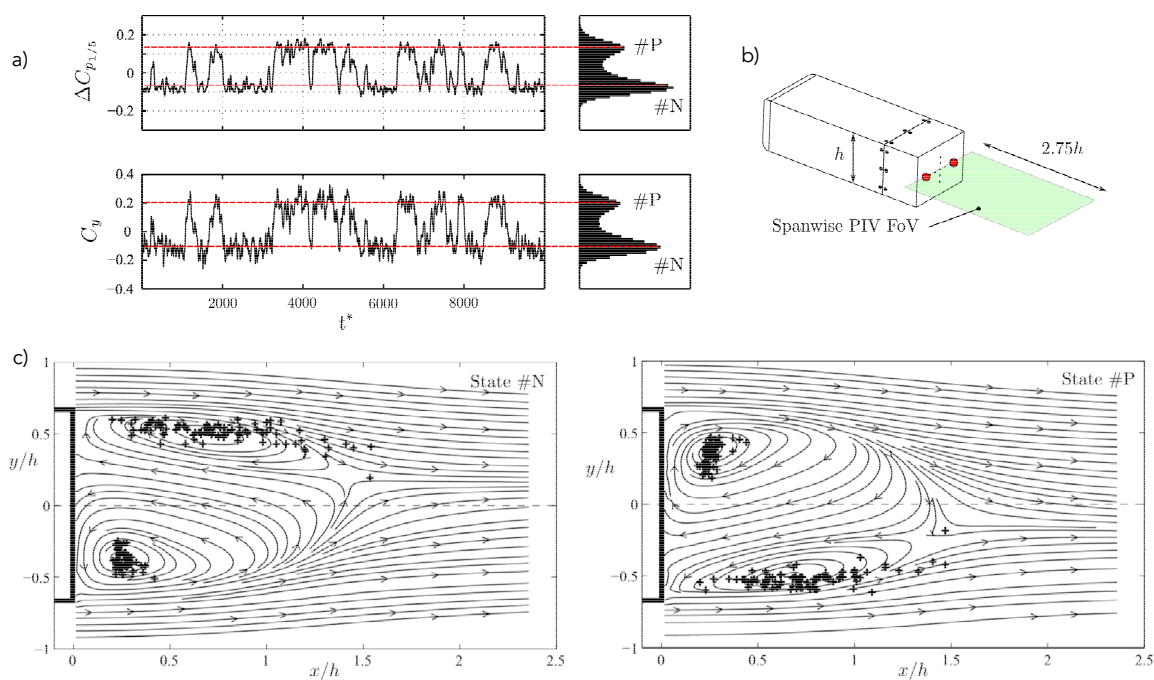 a)
ΔC_{p_{1/5}}
0.2
0
−0.2
#P
#N
b)
h
2.75h
Spanwise PIV FoV
C_y
0.4
0.2
0
−0.2
−0.4
2000 4000 6000 8000
t*
#P
#N
c)
State #N
y/h
1
0.5
0
−0.5
−1
0 0.5 1 1.5 2 2.5
x/h
State #P
y/h
1
0.5
0
−0.5
−1
0 0.5 1 1.5 2 2.5
x/h